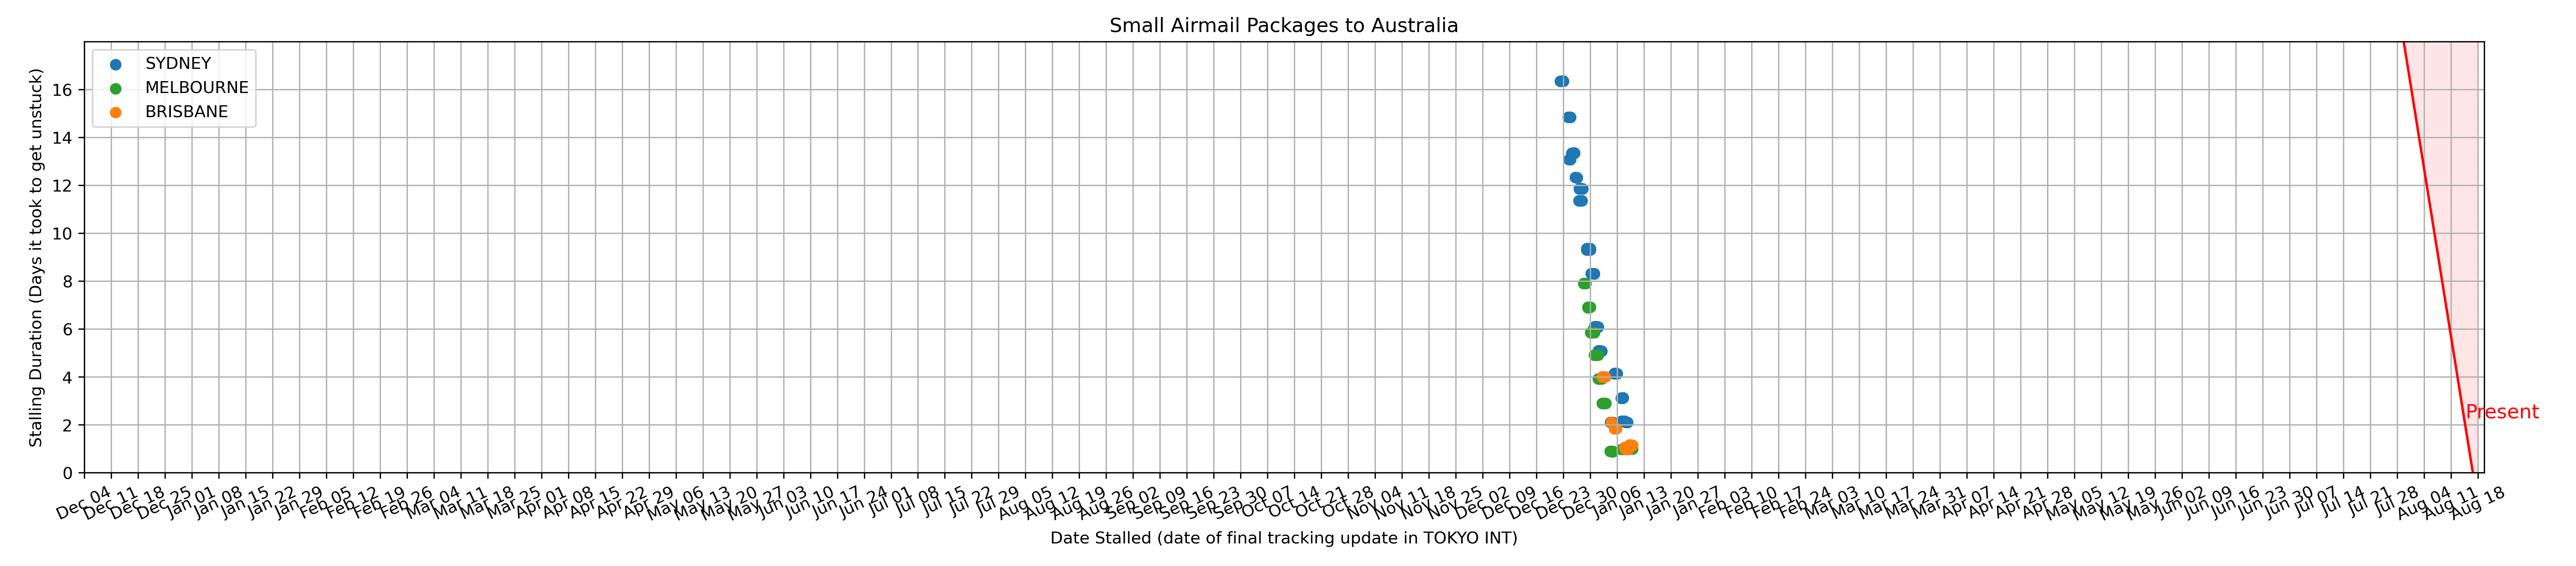 Small Airmail Packages to Australia
SYDNEY
MELBOURNE
BRISBANE
Stalling Duration (Days it took to get unstuck)
16
14
12
10
8
6
4
2
0
Present
Dec 04 Dec 11 Dec 18 Dec 25 Jan 01 Jan 08 Jan 15 Jan 22 Jan 29 Feb 05 Feb 12 Feb 19 Feb 26 Mar 04 Mar 11 Mar 18 Mar 25 Apr 01 Apr 08 Apr 15 Apr 22 Apr 29 May 06 May 13 May 20 May 27 Jun 03 Jun 10 Jun 17 Jun 24 Jul 01 Jul 08 Jul 15 Jul 22 Jul 29 Aug 05 Aug 12 Aug 19 Aug 26 Sep 02 Sep 09 Sep 16 Sep 23 Sep 30 Oct 07 Oct 14 Oct 21 Oct 28 Nov 04 Nov 11 Nov 18 Nov 25 Dec 02 Dec 09 Dec 16 Dec 23 Dec 30 Jan 06 Jan 13 Jan 20 Jan 27 Feb 03 Feb 10 Feb 17 Feb 24 Mar 03 Mar 10 Mar 17 Mar 24 Mar 31 Apr 07 Apr 14 Apr 21 Apr 28 May 05 May 12 May 19 May 26 Jun 02 Jun 09 Jun 16 Jun 23 Jun 30 Jul 07 Jul 14 Jul 21 Jul 28 Aug 04 Aug 11 Aug 18
Date Stalled (date of final tracking update in TOKYO INT)